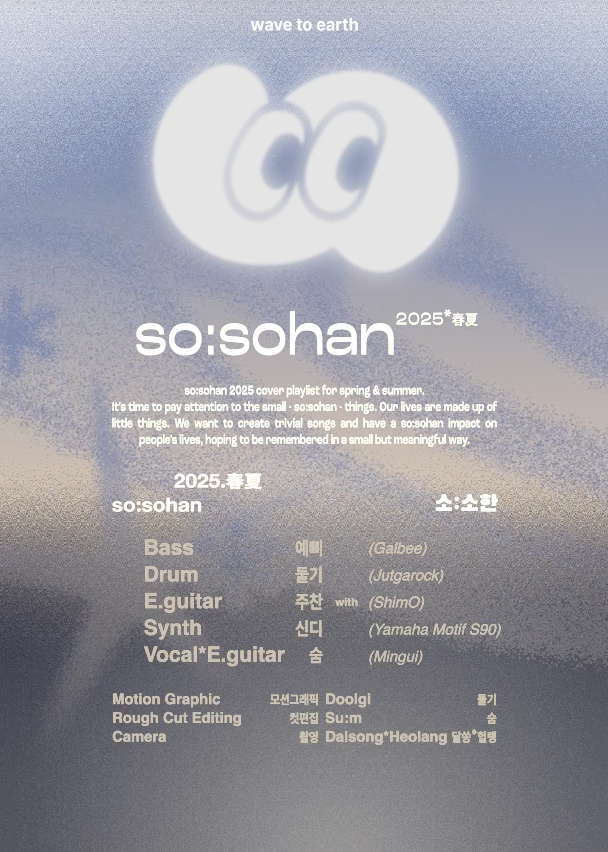 wave to earth
so:sohan 2025*春夏
so:sohan 2025 cover playlist for spring & summer.
It's time to pay attention to the small - so:sohan - things. Our lives are made up of
little things. We want to create trivial songs and have a so:sohan impact on
people's lives, hoping to be remembered in a small but meaningful way.
2025.春夏
so:sohan 소:소한
Bass 예삐 (Galbee)
Drum 둘기 (Jutgarock)
E.guitar 주찬 with (ShimO)
Synth 신디 (Yamaha Motif S90)
Vocal*E.guitar 숨 (Mingui)
Motion Graphic 모션그래픽 Doolgi 둘기
Rough Cut Editing 컷편집 Su:m 숨
Camera 촬영 Dalsong*Heolang 달쏭*헐랭